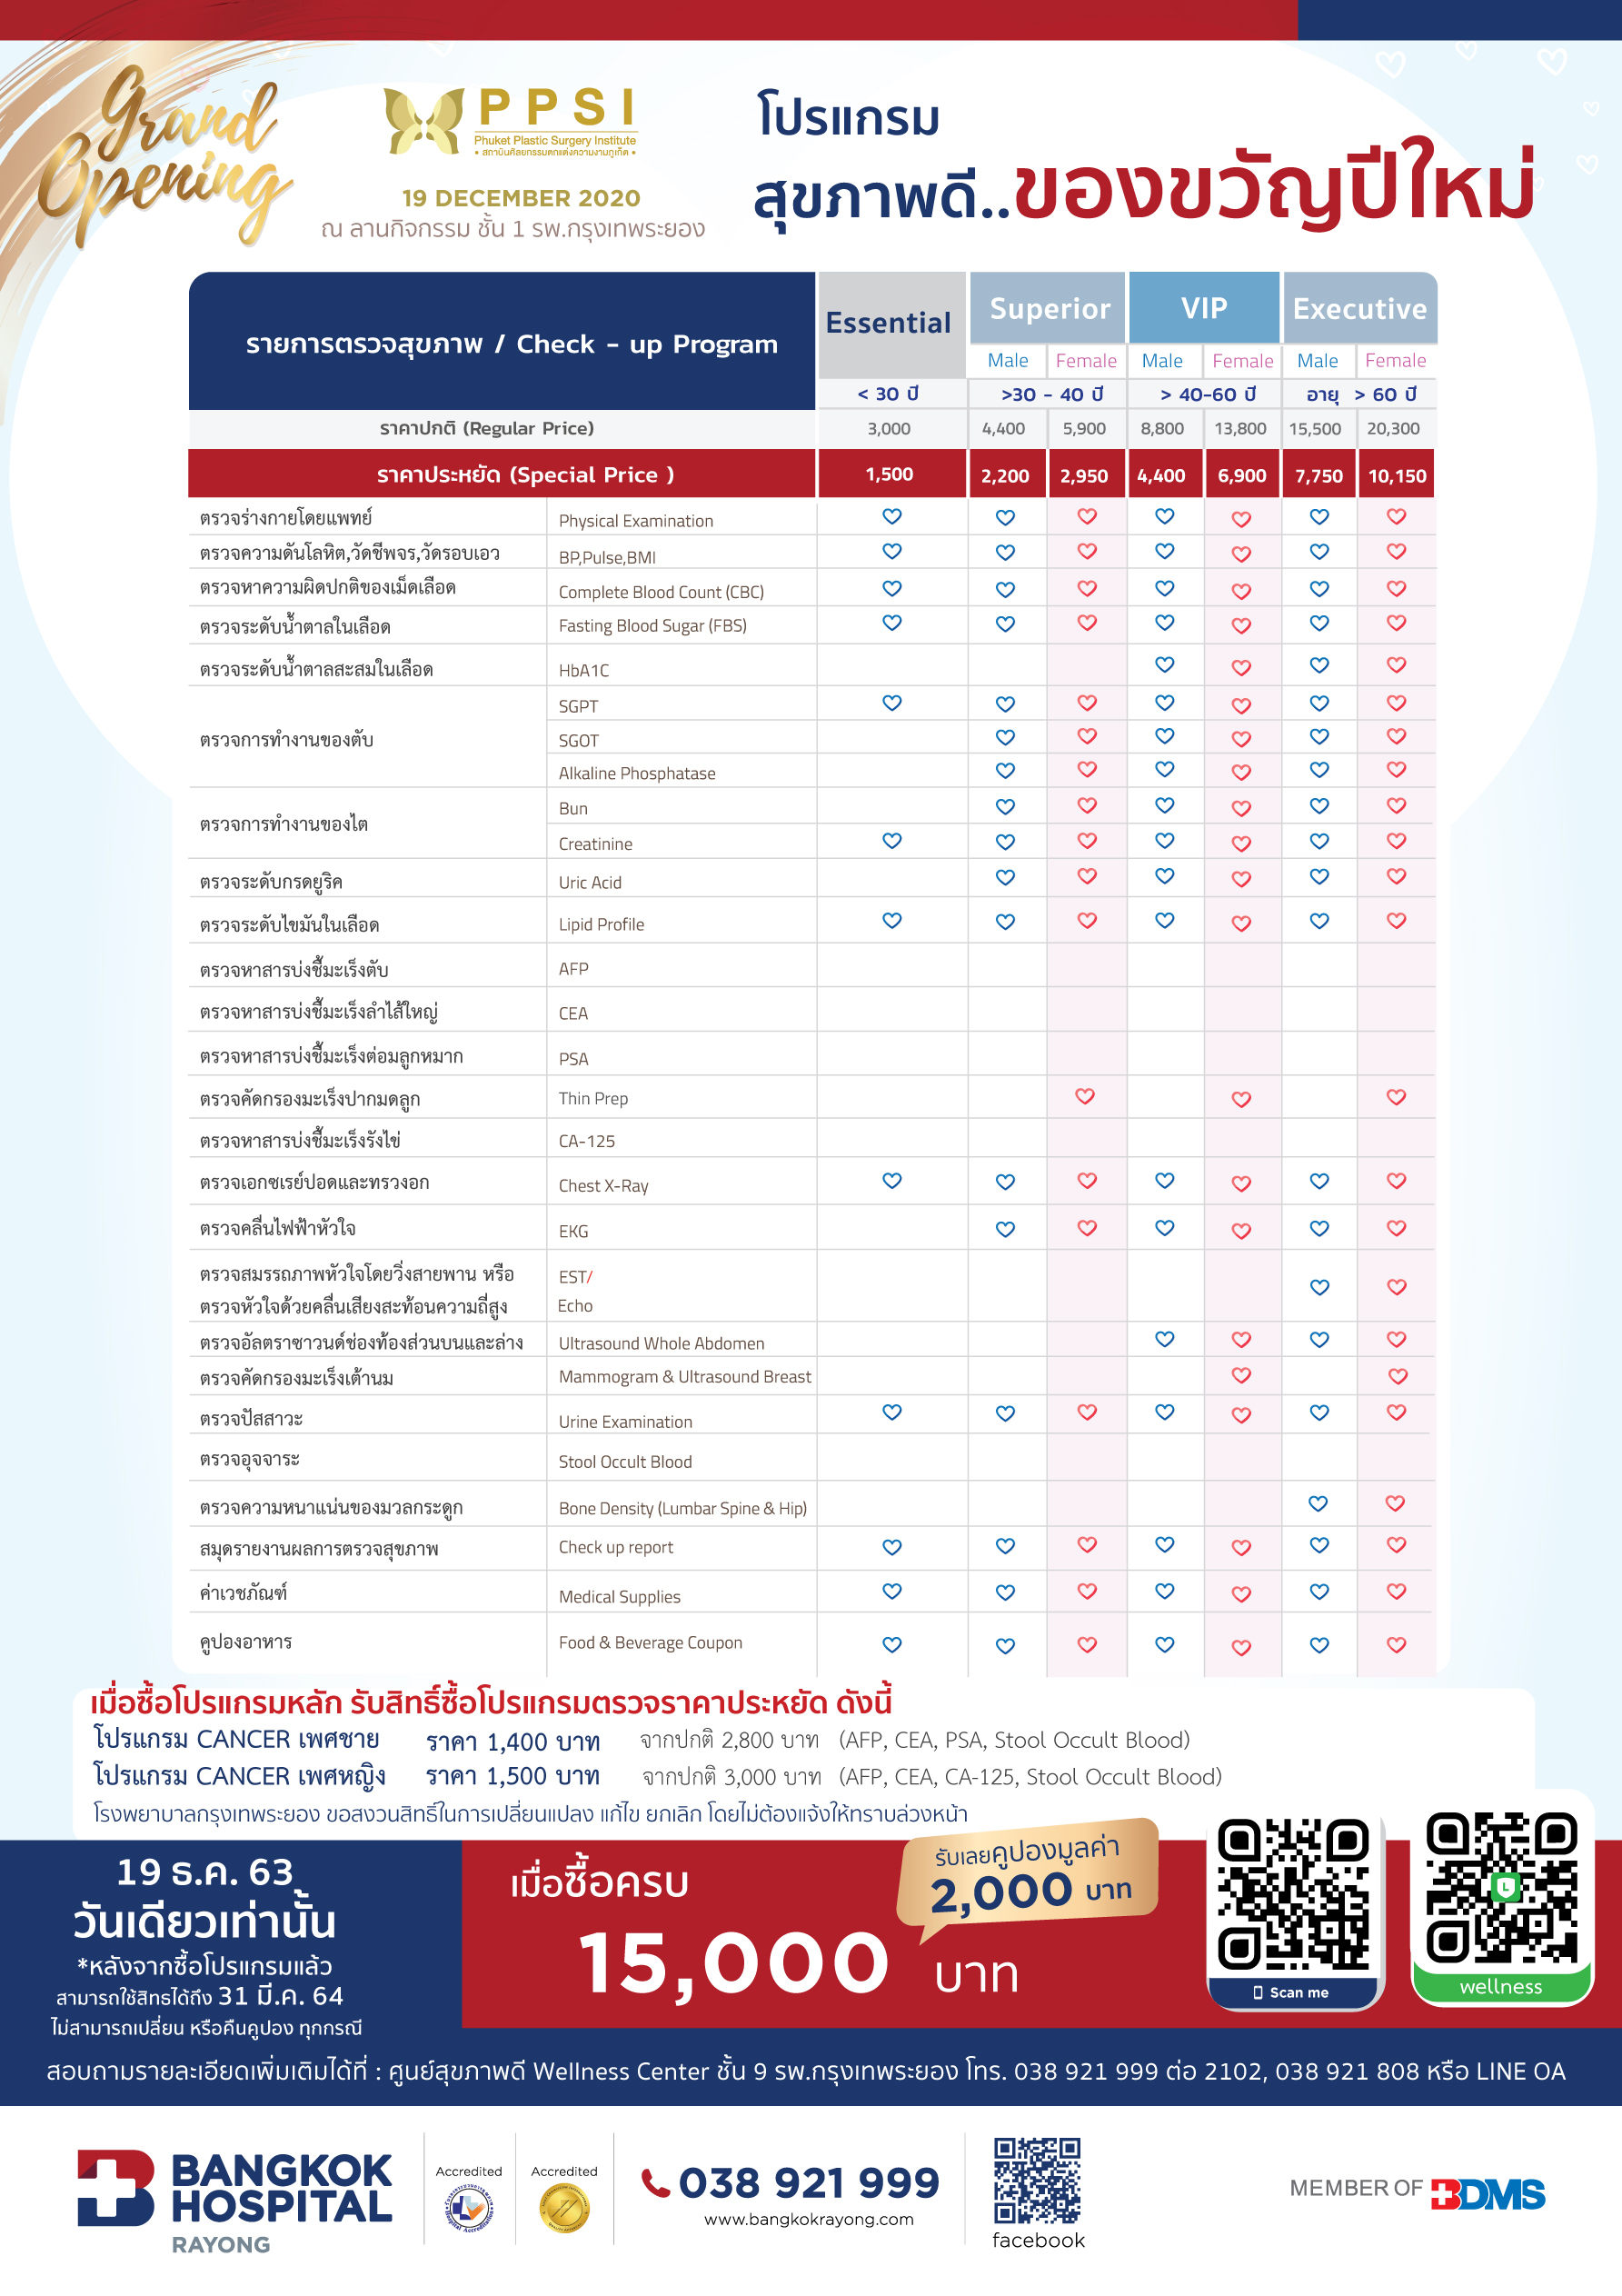 Grand
Opening
PPSI
Phuket Plastic Surgery Institute
• สถาบันศัลยกรรมตกแต่งความงามภูเก็ต •
19 DECEMBER 2020
ณ ลานกิจกรรม ชั้น 1 รพ.กรุงเทพระยอง
โปรแกรม
สุขภาพดี..ของขวัญปีใหม่
รายการตรวจสุขภาพ / Check - up Program
Essential Superior VIP Executive
Male Female Male Female Male Female
< 30 ปี >30 - 40 ปี > 40-60 ปี อายุ > 60 ปี
ราคาปกติ (Regular Price) 3,000 4,400 5,900 8,800 13,800 15,500 20,300
ราคาประหยัด (Special Price ) 1,500 2,200 2,950 4,400 6,900 7,750 10,150
ตรวจร่างกายโดยแพทย์ Physical Examination
ตรวจความดันโลหิต,วัดชีพจร,วัดรอบเอว BP,Pulse,BMI
ตรวจหาความผิดปกติของเม็ดเลือด Complete Blood Count (CBC)
ตรวจระดับน้ำตาลในเลือด Fasting Blood Sugar (FBS)
ตรวจระดับน้ำตาลสะสมในเลือด HbA1C
ตรวจการทำงานของตับ SGPT
SGOT
Alkaline Phosphatase
ตรวจการทำงานของไต Bun
Creatinine
ตรวจระดับกรดยูริค Uric Acid
ตรวจระดับไขมันในเลือด Lipid Profile
ตรวจหาสารบ่งชี้มะเร็งตับ AFP
ตรวจหาสารบ่งชี้มะเร็งลำไส้ใหญ่ CEA
ตรวจหาสารบ่งชี้มะเร็งต่อมลูกหมาก PSA
ตรวจคัดกรองมะเร็งปากมดลูก Thin Prep
ตรวจหาสารบ่งชี้มะเร็งรังไข่ CA-125
ตรวจเอกซเรย์ปอดและทรวงอก Chest X-Ray
ตรวจคลื่นไฟฟ้าหัวใจ EKG
ตรวจสมรรถภาพหัวใจโดยวิ่งสายพาน หรือ EST/
ตรวจหัวใจด้วยคลื่นเสียงสะท้อนความถี่สูง Echo
ตรวจอัลตราซาวนด์ช่องท้องส่วนบนและล่าง Ultrasound Whole Abdomen
ตรวจคัดกรองมะเร็งเต้านม Mammogram & Ultrasound Breast
ตรวจปัสสาวะ Urine Examination
ตรวจอุจจาระ Stool Occult Blood
ตรวจความหนาแน่นของมวลกระดูก Bone Density (Lumbar Spine & Hip)
สมุดรายงานผลการตรวจสุขภาพ Check up report
ค่าเวชภัณฑ์ Medical Supplies
คูปองอาหาร Food & Beverage Coupon
เมื่อซื้อโปรแกรมหลัก รับสิทธิ์ซื้อโปรแกรมตรวจราคาประหยัด ดังนี้
โปรแกรม CANCER เพศชาย ราคา 1,400 บาท จากปกติ 2,800 บาท (AFP, CEA, PSA, Stool Occult Blood)
โปรแกรม CANCER เพศหญิง ราคา 1,500 บาท จากปกติ 3,000 บาท (AFP, CEA, CA-125, Stool Occult Blood)
โรงพยาบาลกรุงเทพระยอง ขอสงวนสิทธิ์ในการเปลี่ยนแปลง แก้ไข ยกเลิก โดยไม่ต้องแจ้งให้ทราบล่วงหน้า
19 ธ.ค. 63
วันเดียวเท่านั้น
*หลังจากซื้อโปรแกรมแล้ว
สามารถใช้สิทธได้ถึง 31 มี.ค. 64
ไม่สามารถเปลี่ยน หรือคืนคูปอง ทุกกรณี
เมื่อซื้อครบ
15,000 บาท
รับเลยคูปองมูลค่า
2,000 บาท
Scan me
L
wellness
สอบถามรายละเอียดเพิ่มเติมได้ที่ : ศูนย์สุขภาพดี Wellness Center ชั้น 9 รพ.กรุงเทพระยอง โทร. 038 921 999 ต่อ 2102, 038 921 808 หรือ LINE OA
BANGKOK
HOSPITAL
RAYONG
Accredited Accredited
038 921 999
www.bangkokrayong.com
facebook
MEMBER OF BDMS